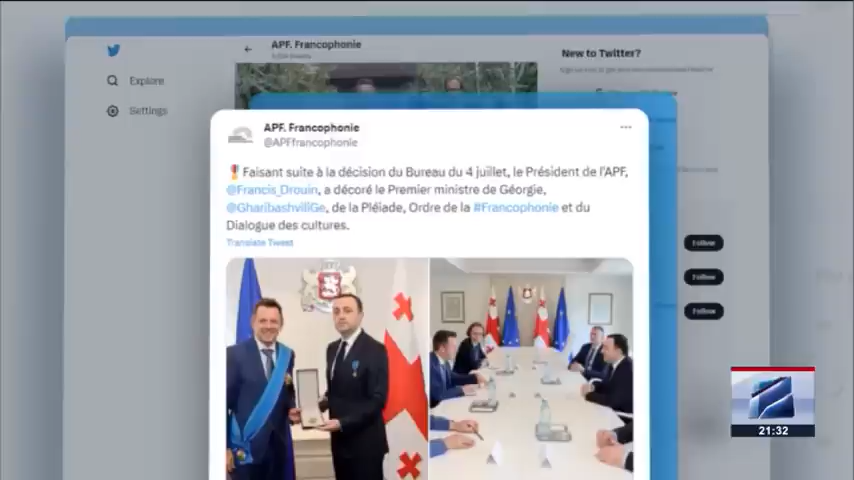 APF. Francophonie
New to Twitter?
Explore
Settings
APF. Francophonie
@APFfrancophonie
Faisant suite à la décision du Bureau du 4 juillet, le Président de l'APF,
@Francis_Drouin, a décoré le Premier ministre de Géorgie,
@GharibashviliGe, de la Pléiade, Ordre de la #Francophonie et du
Dialogue des cultures.
Translate Tweet
Follow
Follow
Follow
21:32